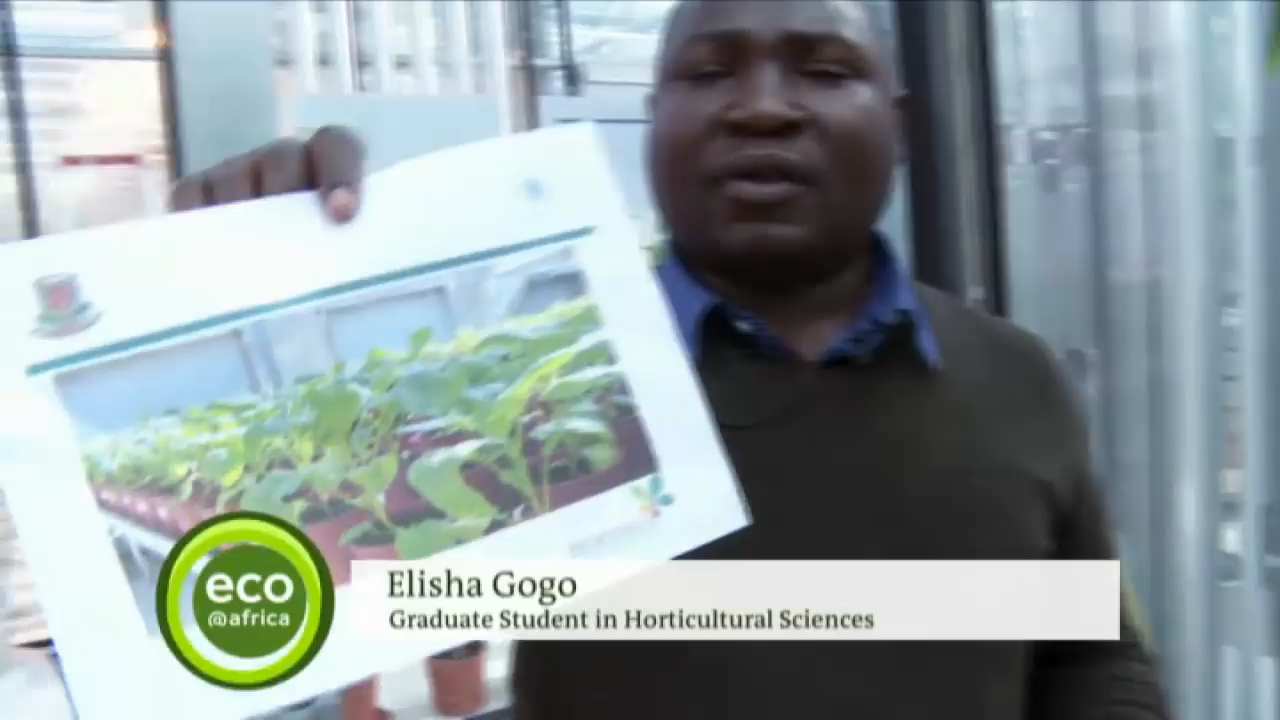 eco
@africa
Elisha Gogo
Graduate Student in Horticultural Sciences